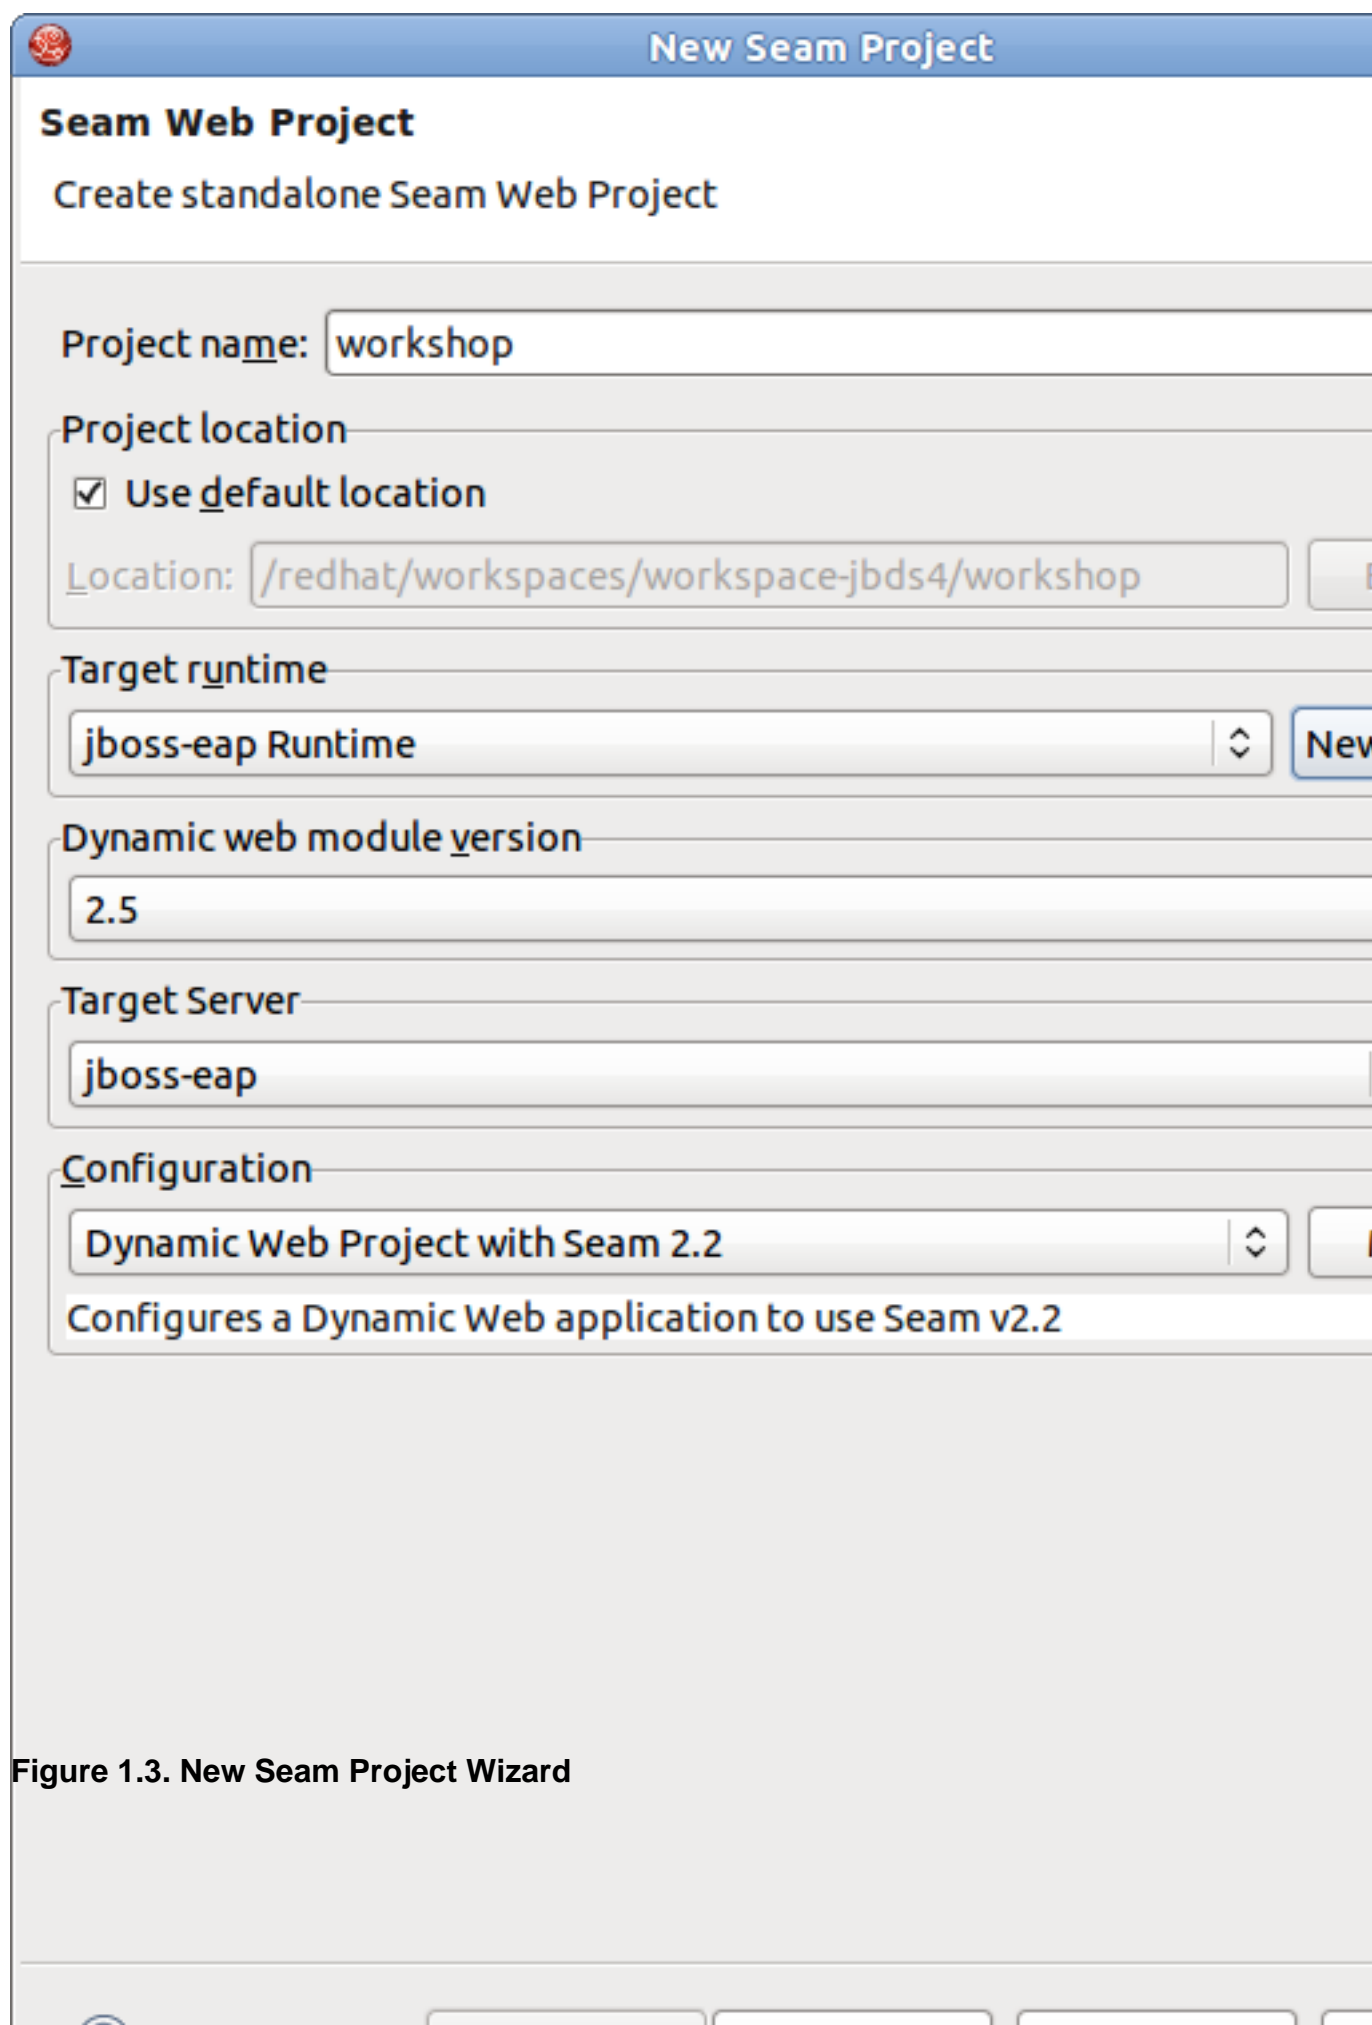 New Seam Project
Seam Web Project
Create standalone Seam Web Project
Project name: workshop
Project location
Use default location
Location: /redhat/workspaces/workspace-jbds4/workshop
Target runtime
jboss-eap Runtime
New
Dynamic web module version
2.5
Target Server
jboss-eap
Configuration
Dynamic Web Project with Seam 2.2
Configures a Dynamic Web application to use Seam v2.2
Figure 1.3. New Seam Project Wizard